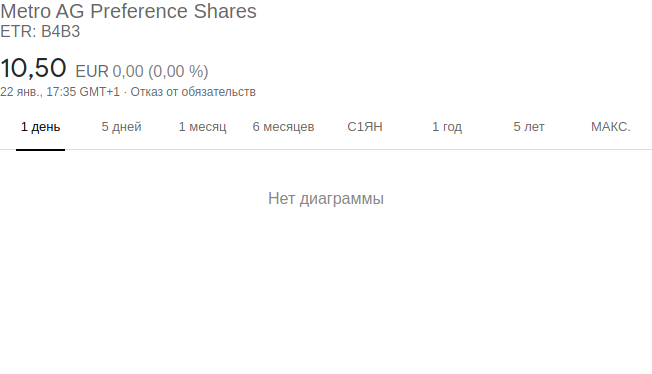 Metro AG Preference Shares
ETR: B4B3
10,50 EUR 0,00 (0,00 %)
22 янв., 17:35 GMT+1 · Отказ от обязательств
1 день 5 дней 1 месяц 6 месяцев С1ЯН 1 год 5 лет МАКС.
Нет диаграммы